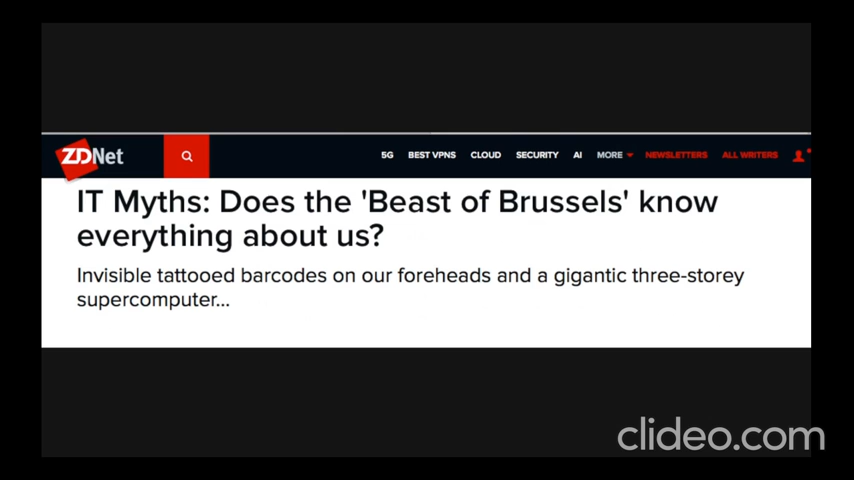 ZDNet 5G BEST VPNS CLOUD SECURITY AI MORE NEWSLETTERS ALL WRITERS
IT Myths: Does the 'Beast of Brussels' know
everything about us?
Invisible tattooed barcodes on our foreheads and a gigantic three-storey
supercomputer...
clideo.com